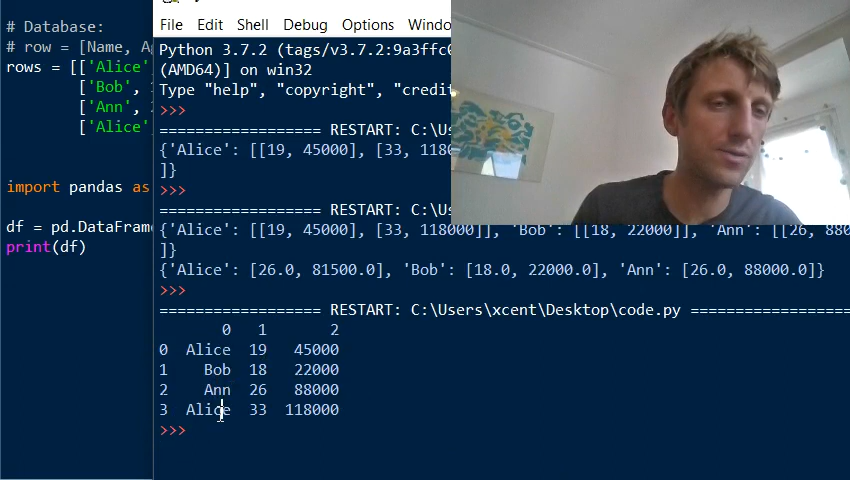 # Database:
# row = [Name,
rows = [['Alice'
['Bob',
['Ann',
['Alice'
import pandas as
df = pd.DataFrame
print(df)
File Edit Shell Debug Options
Python 3.7.2 (tags/v3.7.2:9a3ffc0
(AMD64)] on win32
Type "help", "copyright", "credit
>>>
================== RESTART: C:\Us
{'Alice': [[19, 45000], [33, 1180
]}
>>>
================== RESTART: C:\Us
{'Alice': [[19, 45000], [33, 118000]], 'Bob': [[18, 22000]], 'Ann': [[26, 880
]}
{'Alice': [26.0, 81500.0], 'Bob': [18.0, 22000.0], 'Ann': [26.0, 88000.0]}
>>>
================== RESTART: C:\Users\xcent\Desktop\code.py ==================
0 1 2
0 Alice 19 45000
1 Bob 18 22000
2 Ann 26 88000
3 Alice 33 118000
>>>